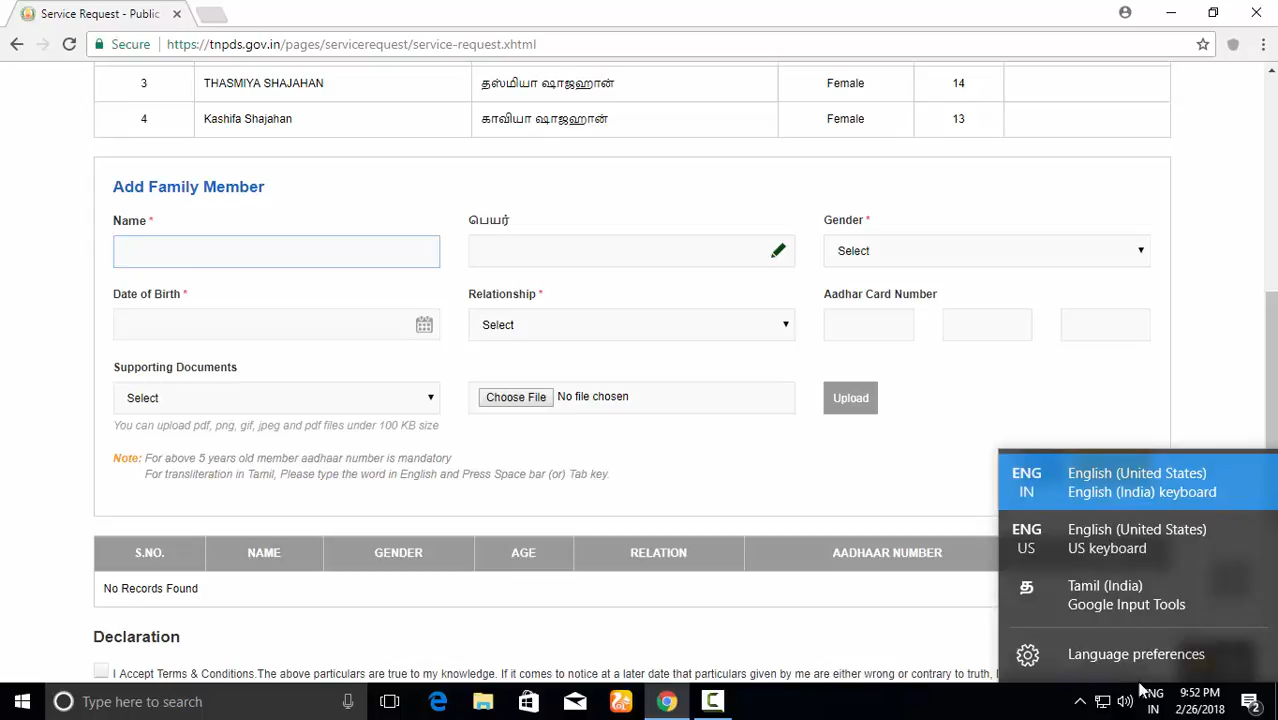 Service Request - Public
Secure https://tnpds.gov.in/pages/servicerequest/service-request.xhtml
3 THASMIYA SHAJAHAN தஸ்மியா ஷாஜஹான் Female 14
4 Kashifa Shajahan காவியா ஷாஜஹான் Female 13
Add Family Member
Name * பெயர் Gender *
Select
Date of Birth * Relationship * Aadhar Card Number
Select
Supporting Documents
Select Choose File No file chosen Upload
You can upload pdf, png, gif, jpeg and pdf files under 100 KB size
Note: For above 5 years old member aadhaar number is mandatory
For transliteration in Tamil, Please type the word in English and Press Space bar (or) Tab key.
ENG English (United States)
IN English (India) keyboard
ENG English (United States)
US US keyboard
த Tamil (India)
Google Input Tools
Language preferences
S.NO. NAME GENDER AGE RELATION AADHAAR NUMBER
No Records Found
Declaration
I Accept Terms & Conditions.The above particulars are true to my knowledge. If it comes to notice at a later date that particulars given by me are either wrong or contrary to truth,
Type here to search
ENG 9:52 PM
IN 2/26/2018 2